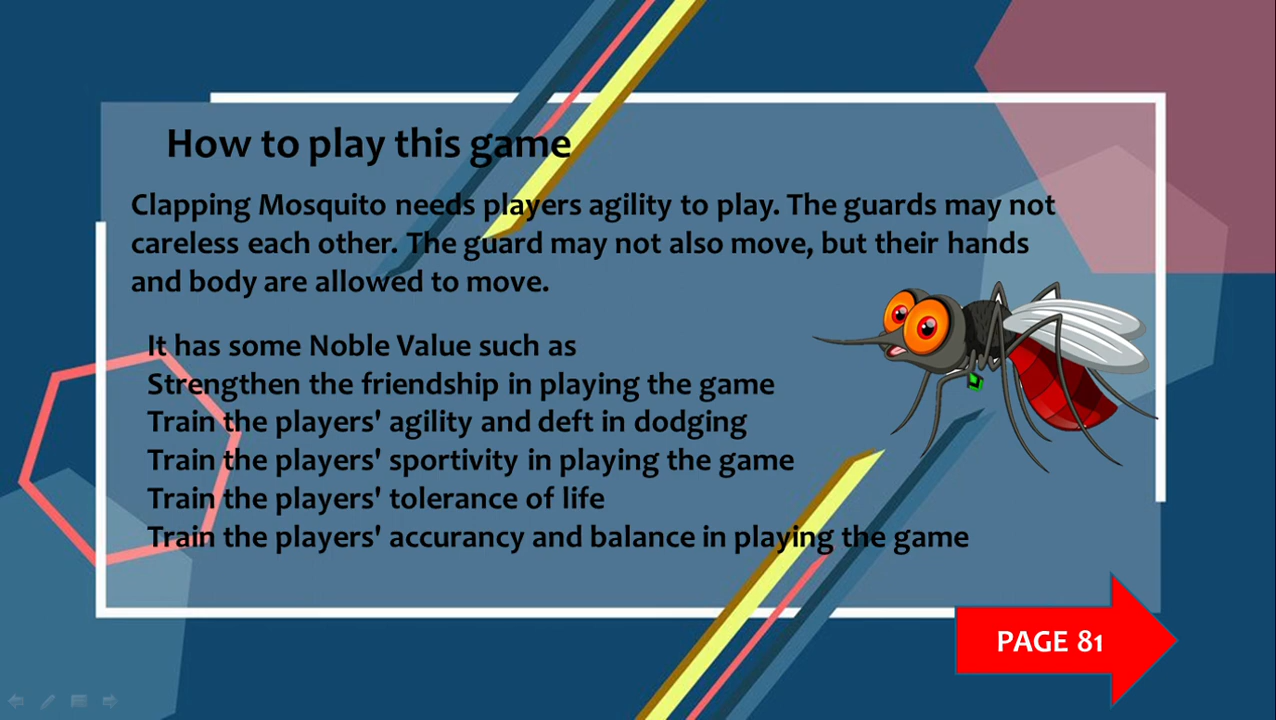 How to play this game
Clapping Mosquito needs players agility to play. The guards may not
careless each other. The guard may not also move, but their hands
and body are allowed to move.
It has some Noble Value such as
Strengthen the friendship in playing the game
Train the players' agility and deft in dodging
Train the players' sportivity in playing the game
Train the players' tolerance of life
Train the players' accurancy and balance in playing the game
PAGE 81